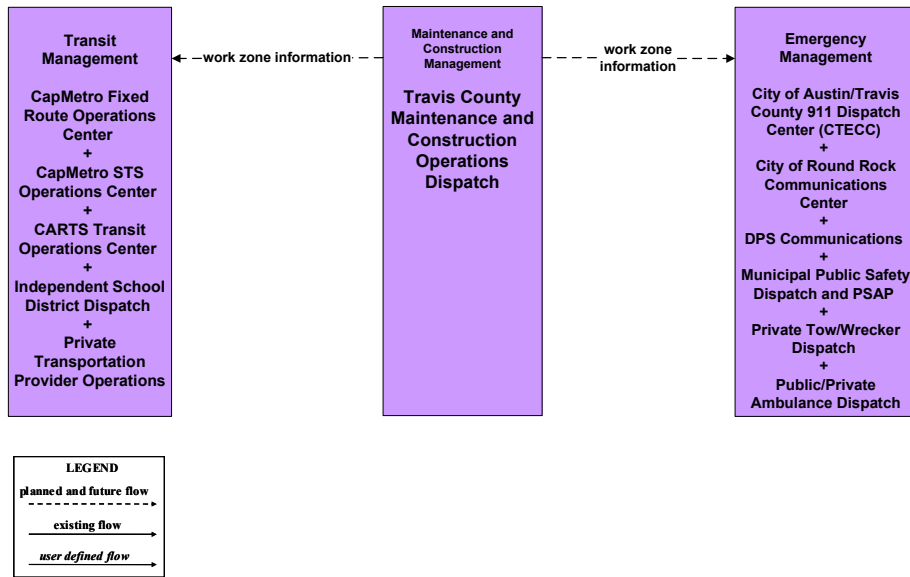 Transit
Management
CapMetro Fixed
Route Operations
Center
+
CapMetro STS
Operations Center
+
CARTS Transit
Operations Center
+
Independent School
District Dispatch
+
Private
Transportation
Provider Operations
work zone information
Maintenance and
Construction
Management
Travis County
Maintenance and
Construction
Operations
Dispatch
work zone
information
Emergency
Management
City of Austin/Travis
County 911 Dispatch
Center (CTECC)
+
City of Round Rock
Communications
Center
+
DPS Communications
+
Municipal Public Safety
Dispatch and PSAP
+
Private Tow/Wrecker
Dispatch
+
Public/Private
Ambulance Dispatch
LEGEND
planned and future flow
existing flow
user defined flow